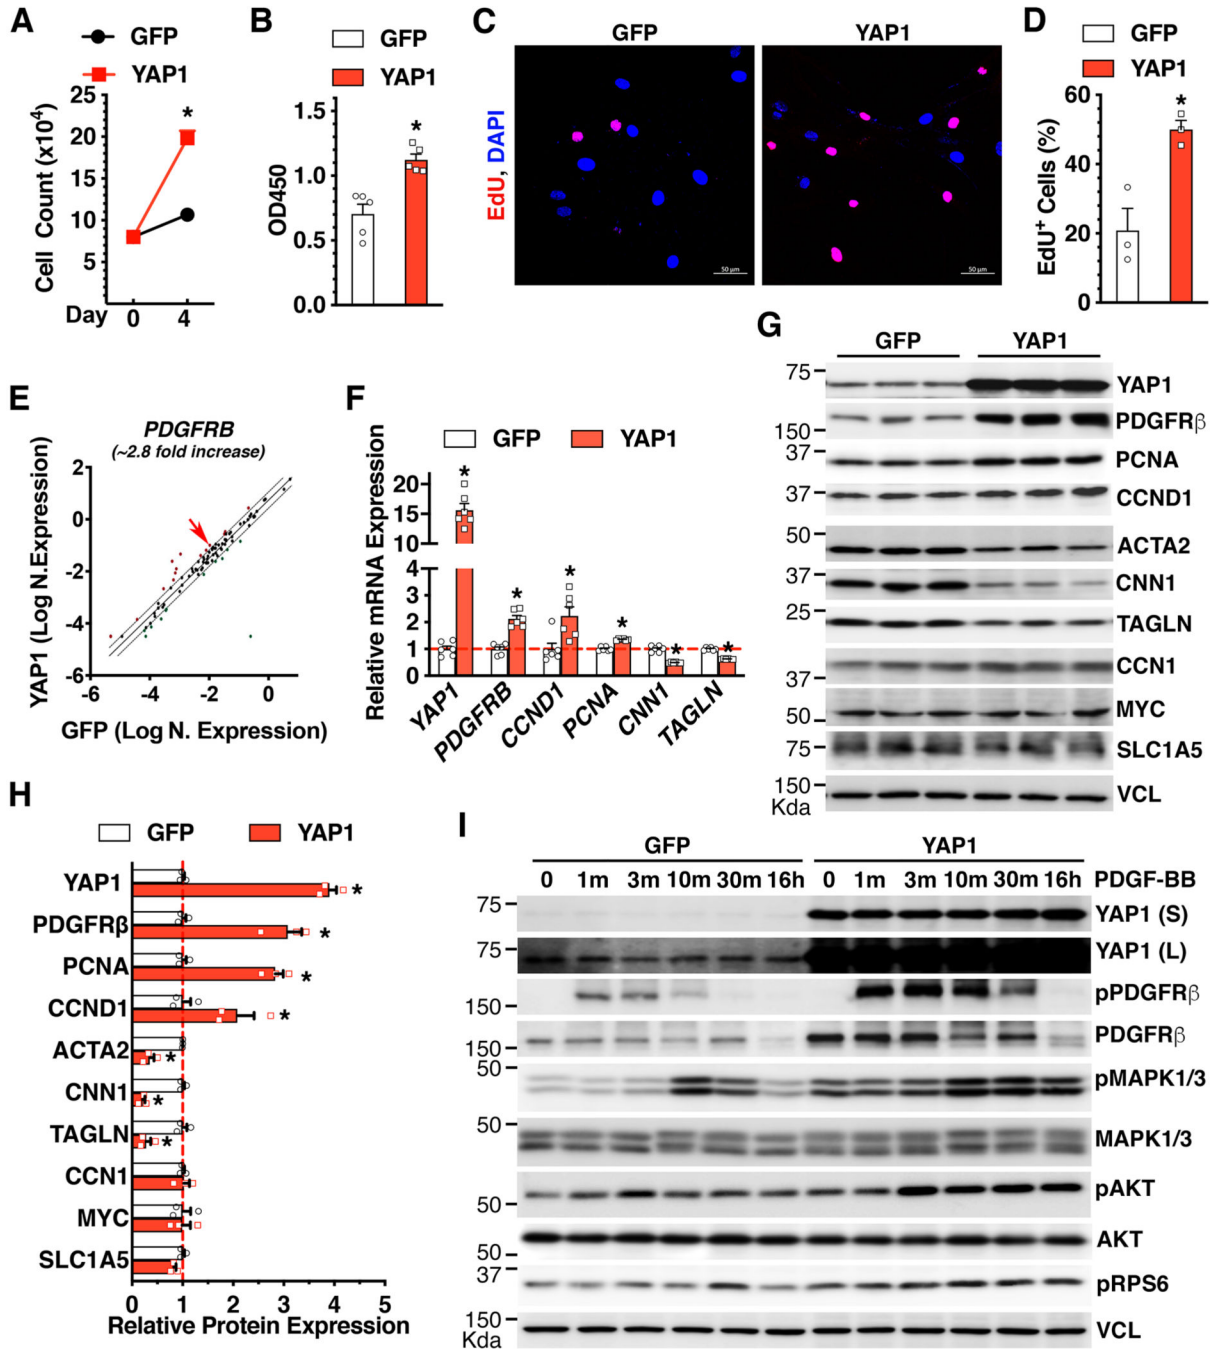 A
GFP
YAP1
Cell Count (x10⁴)
25
20
15
10
5
*
Day 0 4
B
GFP
YAP1
OD450
1.5
1.0
0.5
0.0
*
C
GFP
YAP1
EdU, DAPI
50 µm
50 µm
D
GFP
YAP1
EdU⁺ Cells (%)
60
40
20
0
*
E
PDGFRB
(~2.8 fold increase)
YAP1 (Log N.Expression)
2
0
-2
-4
-6
-6 -4 -2 0
GFP (Log N. Expression)
F
GFP YAP1
Relative mRNA Expression
20
15
10
4
3
2
1
0
* * * * * *
YAP1 PDGFRB CCND1 PCNA CNN1 TAGLN
G
GFP YAP1
75 YAP1
150 PDGFRβ
37 PCNA
37 CCND1
50 ACTA2
37 CNN1
25 TAGLN
37 CCN1
50 MYC
75 SLC1A5
150 VCL
Kda
H
GFP YAP1
YAP1 *
PDGFRβ *
PCNA *
CCND1 *
ACTA2 *
CNN1 *
TAGLN *
CCN1
MYC
SLC1A5
0 1 2 3 4 5
Relative Protein Expression
I
GFP YAP1
0 1m 3m 10m 30m 16h 0 1m 3m 10m 30m 16h PDGF-BB
75 YAP1 (S)
75 YAP1 (L)
150 pPDGFRβ
150 PDGFRβ
50 pMAPK1/3
50 MAPK1/3
50 pAKT
50 AKT
37 pRPS6
150 VCL
Kda